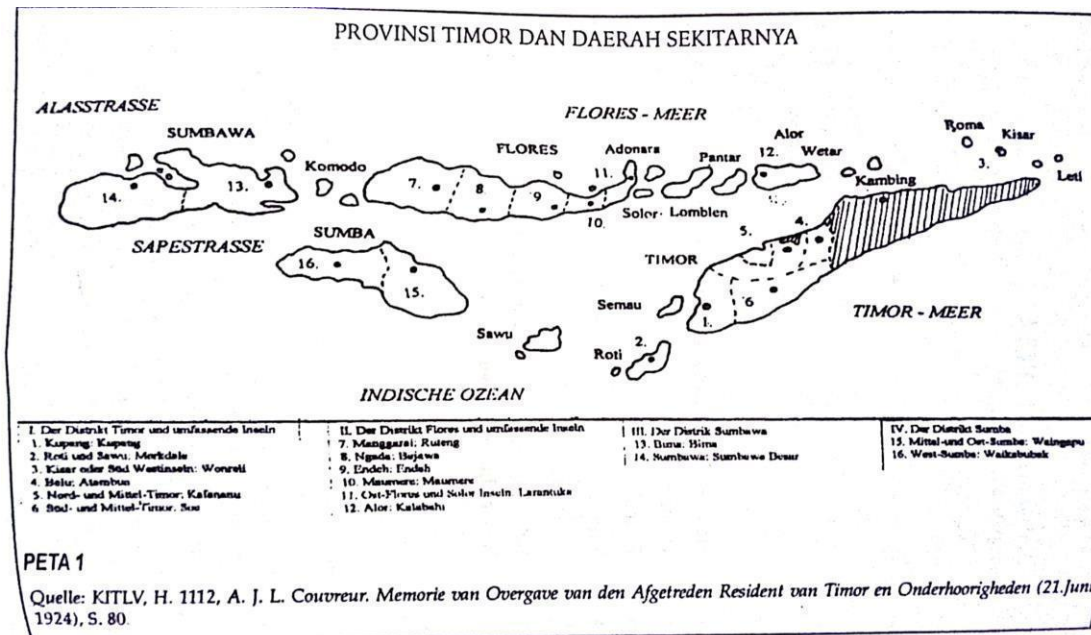 PROVINSI TIMOR DAN DAERAH SEKITARNYA
ALASSTRASSE
FLORES - MEER
SUMBAWA
Komodo
FLORES
Adonara
Pantar
Alor
Wetar
Roma
Kisar
Leti
Kambing
14.
13.
7.
8
9
10.
11.
12.
3.
Solor
Lomblen
SAPESTRASSE
SUMBA
16.
15.
TIMOR
5.
4.
6
1.
Semau
TIMOR - MEER
Sawu
Roti
2.
INDISCHE OZEAN
I. Der Distrikt Timor und umfassende Inseln
1. Kupang: Kupang
2. Roti und Sawu,
3. Kisar oder Süd Westinseln: Wonreli
4. Belu: Atambua
5. Nord- und Mittel-Timor: Kafananu
6 Süd- und Mittel-Timor: Soe
II. Der Distrikt Flores und umfassende Inseln
7. Manggarai: Ruteng
8. Ngada: Bajawa
9. Endeh: Endeh
10. Maumere: Maumere
11. Ost-Flores und Solor Inseln. Larantuka
12. Alor: Kalabahi
III. Der Distrik Sumbawa
13. Bima: Bima
14. Sumbawa: Sumbawa Besar
IV. Der Distrikt Sumba
15. Mittel-und Ost-Sumba: Waingapu
16. West-Sumba: Waikabubak
PETA 1
Quelle: KITLV, H. 1112, A. J. L. Couvreur. Memorie van Overgave van den Afgetreden Resident van Timor en Onderhoorigheden (21.Juni
1924), S. 80.